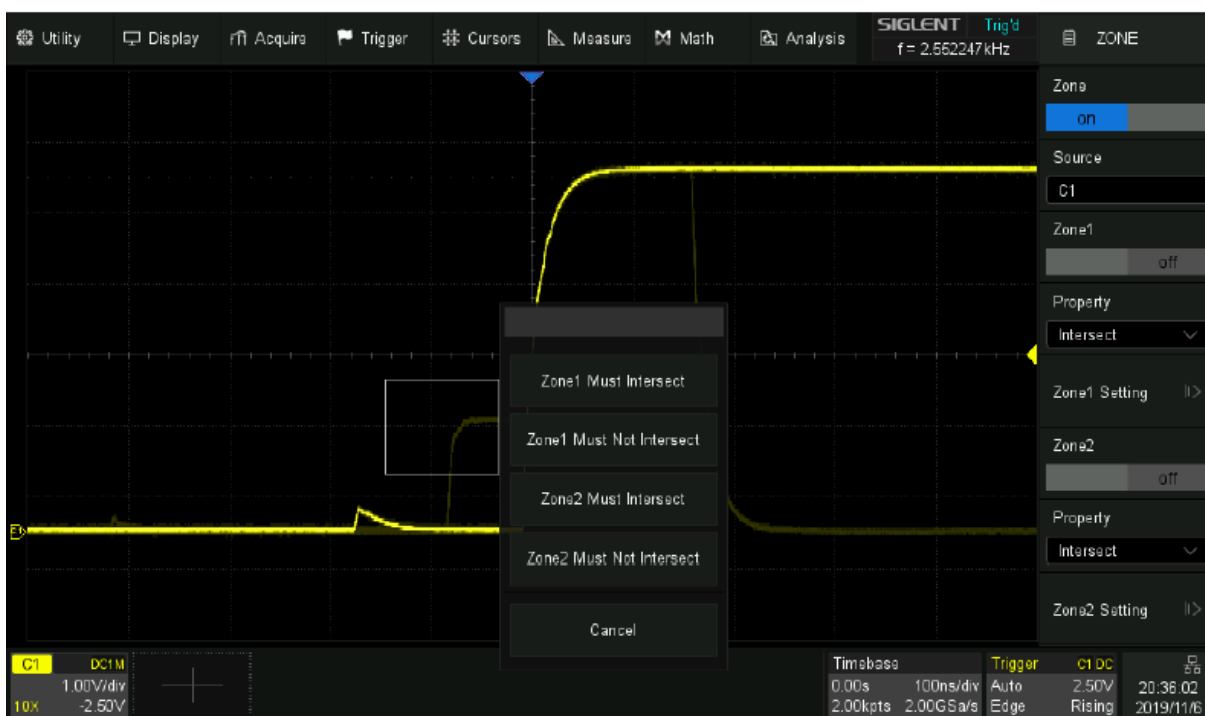 Utility Display Acquire Trigger Cursors Measure Math Analysis SIGLENT Trig'd ZONE
f = 2.552247kHz
Zone
on
Source
C1
Zone1
off
Property
Intersect
Zone1 Must Intersect
Zone1 Setting
Zone1 Must Not Intersect
Zone2
off
Zone2 Must Intersect
Property
Intersect
Zone2 Must Not Intersect
Zone2 Setting
Cancel
C1 DC1M Timebase Trigger C1 DC
1.00V/div 0.00s 100ns/div Auto 2.50V 20:36:02
10X -2.50V 2.00kpts 2.00GSa/s Edge Rising 2019/11/6